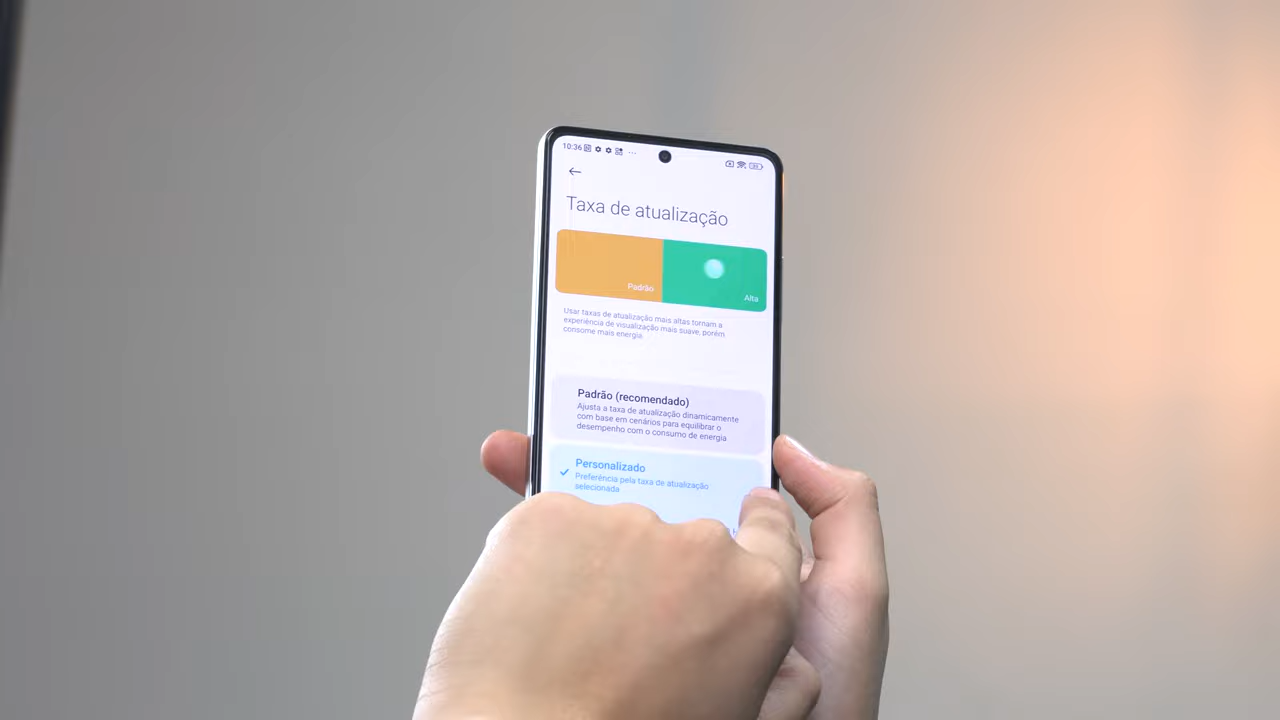 10:36
Taxa de atualização
Padrão
Alta
Usar taxas de atualização mais altas tornam a
experiência de visualização mais suave, porém
consome mais energia.
Padrão (recomendado)
Ajusta a taxa de atualização dinamicamente
com base em cenários para equilibrar o
desempenho com o consumo de energia
Personalizado
Preferência pela taxa de atualização
selecionada